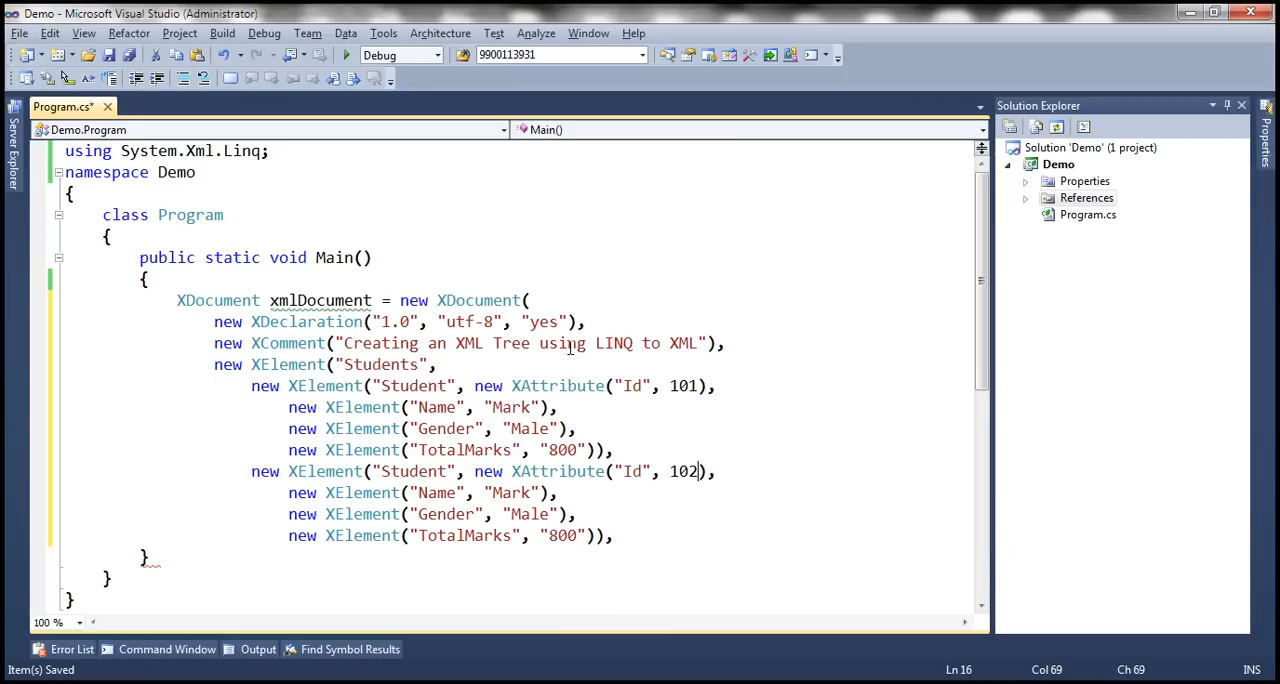 Demo - Microsoft Visual Studio (Administrator)
File Edit View Refactor Project Build Debug Team Data Tools Architecture Test Analyze Window Help
Debug 9900113931
Program.cs*
Demo.Program Main()
using System.Xml.Linq;
namespace Demo
{
class Program
{
public static void Main()
{
XDocument xmlDocument = new XDocument(
new XDeclaration("1.0", "utf-8", "yes"),
new XComment("Creating an XML Tree using LINQ to XML"),
new XElement("Students",
new XElement("Student", new XAttribute("Id", 101),
new XElement("Name", "Mark"),
new XElement("Gender", "Male"),
new XElement("TotalMarks", "800")),
new XElement("Student", new XAttribute("Id", 102),
new XElement("Name", "Mark"),
new XElement("Gender", "Male"),
new XElement("TotalMarks", "800")),
}
}
}
100 %
Error List Command Window Output Find Symbol Results
Item(s) Saved Ln 16 Col 69 Ch 69 INS
Server Explorer
Solution Explorer
Solution 'Demo' (1 project)
Demo
Properties
References
Program.cs
Properties